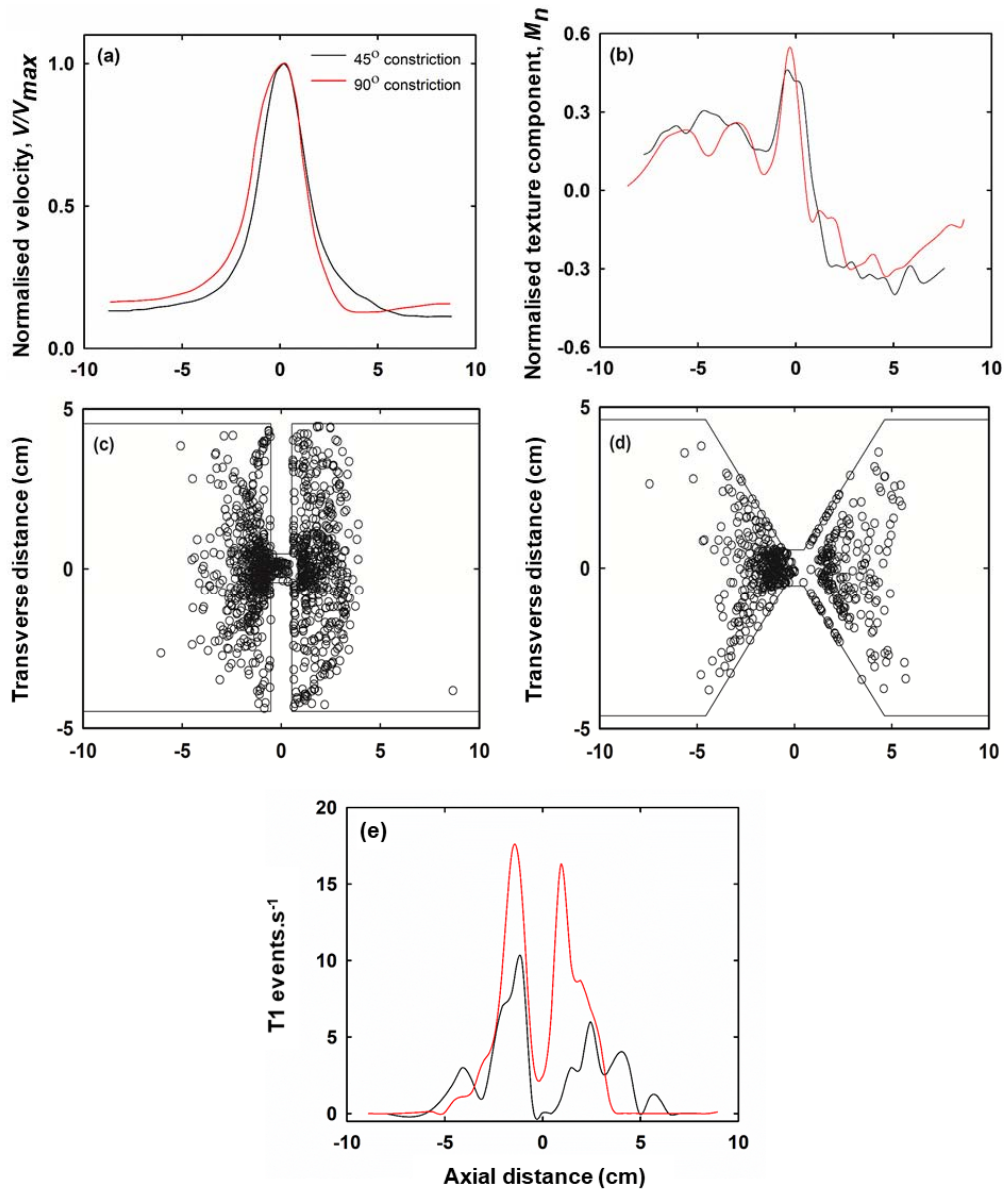 (a)
45° constriction
90° constriction
Normalised velocity, V/Vmax
1.0
0.5
0.0
-10 -5 0 5 10
(b)
Normalised texture component, Mn
0.6
0.3
0.0
-0.3
-0.6
-10 -5 0 5 10
(c)
Transverse distance (cm)
5
0
-5
-10 -5 0 5 10
(d)
Transverse distance (cm)
5
0
-5
-10 -5 0 5 10
(e)
T1 events.s-1
20
15
10
5
0
-10 -5 0 5 10
Axial distance (cm)